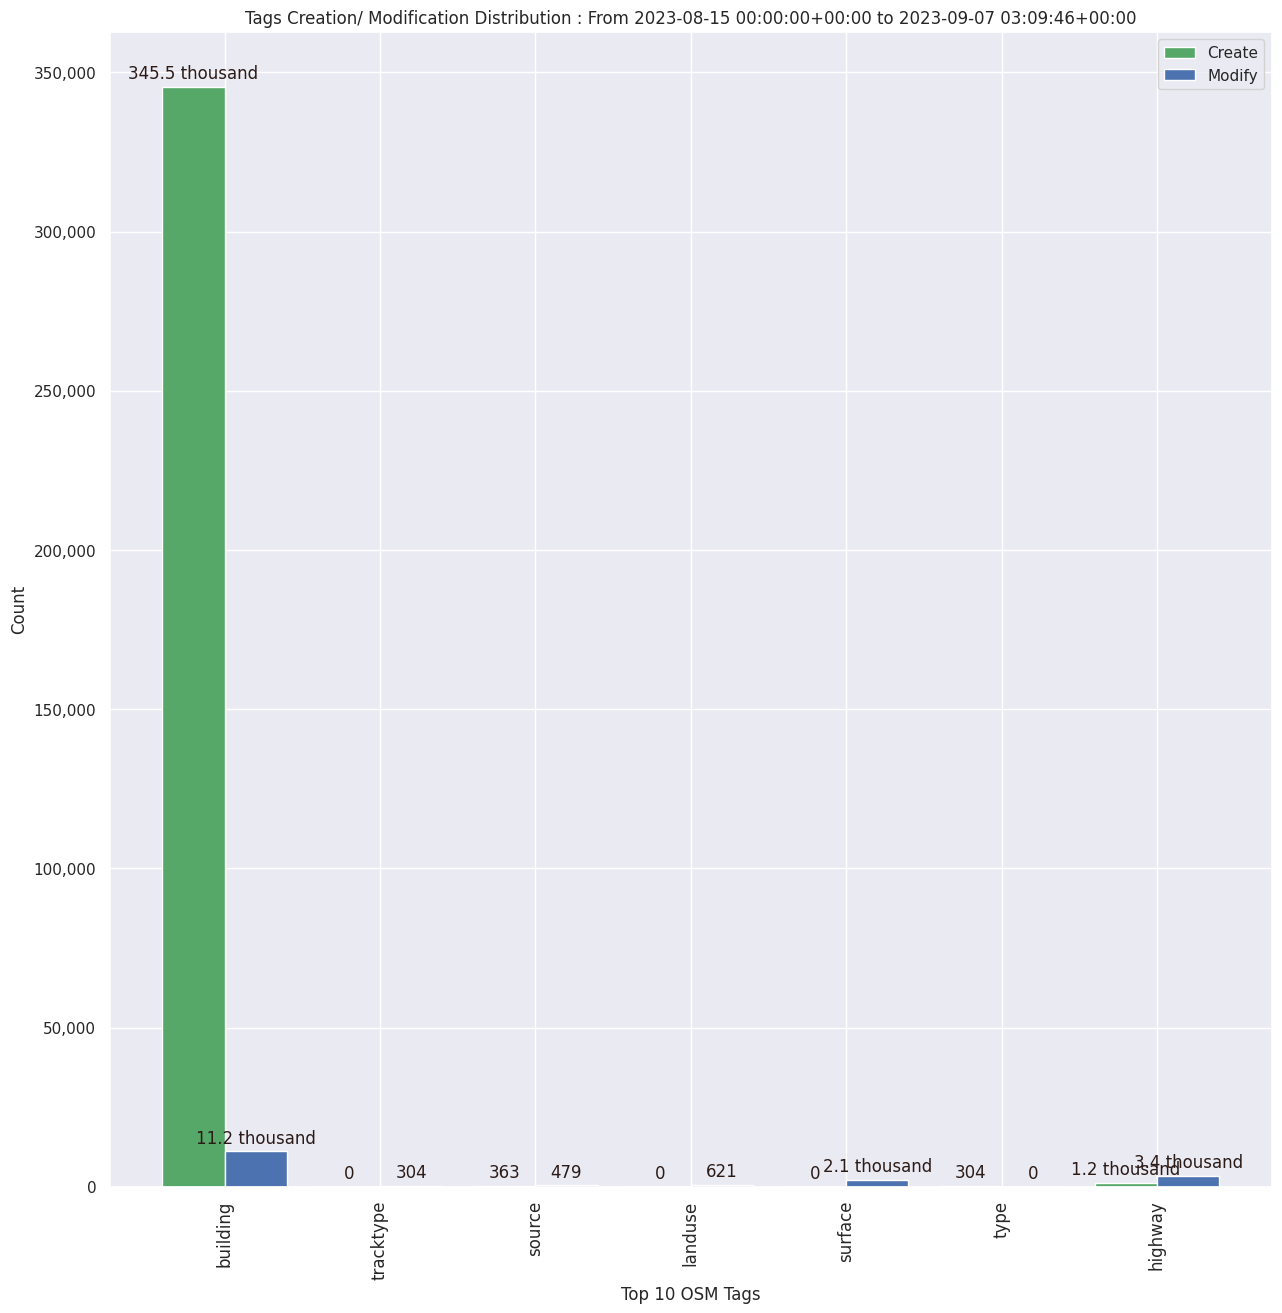 Tags Creation/ Modification Distribution : From 2023-08-15 00:00:00+00:00 to 2023-09-07 03:09:46+00:00
Create
Modify
350,000
300,000
250,000
200,000
150,000
100,000
50,000
0
Count
345.5 thousand
11.2 thousand
0
304
363
479
0
621
0
2.1 thousand
304
0
1.2 thousand
3.4 thousand
building
tracktype
source
landuse
surface
type
highway
Top 10 OSM Tags